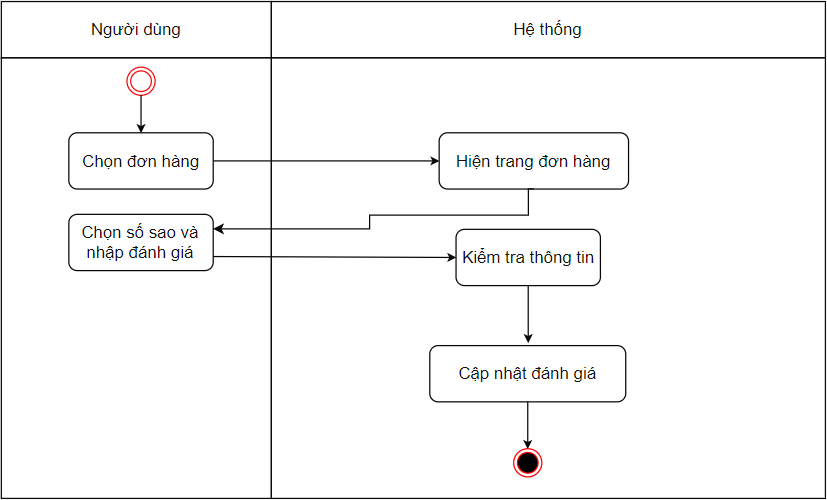 Người dùng
Hệ thống
Chọn đơn hàng
Hiện trang đơn hàng
Chọn số sao và
nhập đánh giá
Kiểm tra thông tin
Cập nhật đánh giá